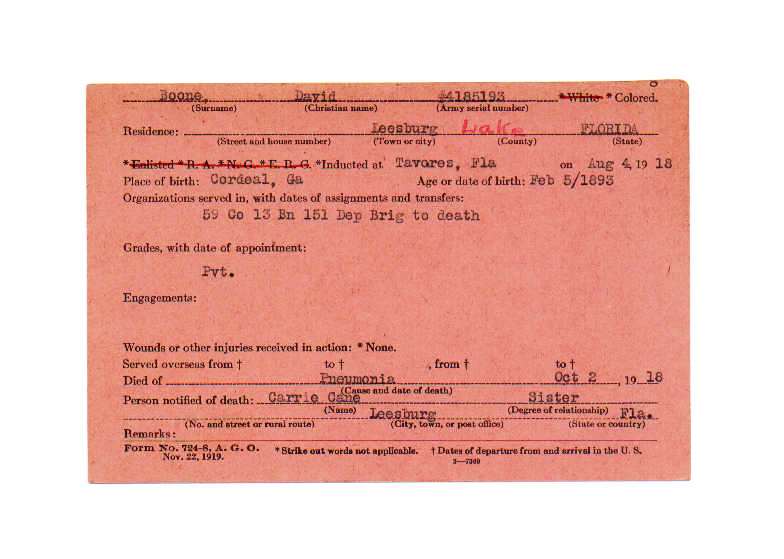 Boone, David #4185193 *White *Colored.
(Surname) (Christian name) (Army serial number)
Residence: Leesburg Lake FLORIDA
(Street and house number) (Town or city) (County) (State)
*Enlisted *R. A. *N. G. *E. R. C. *Inducted at Tavares, Fla on Aug 4, 19 18
Place of birth: Cordeal, Ga Age or date of birth: Feb 5/1893
Organizations served in, with dates of assignments and transfers:
59 Co 13 Bn 151 Dep Brig to death
Grades, with date of appointment:
Pvt.
Engagements:
Wounds or other injuries received in action: * None.
Served overseas from † to † , from † to †
Died of Pneumonia Oct 2 , 19 18
(Cause and date of death)
Person notified of death: Carrie Cane Sister
(Name) (Degree of relationship)
Leesburg Fla.
(No. and street or rural route) (City, town, or post office) (State or country)
Remarks:
Form No. 724-8, A. G. O. *Strike out words not applicable. † Dates of departure from and arrival in the U. S.
Nov. 22, 1919. 3—7369